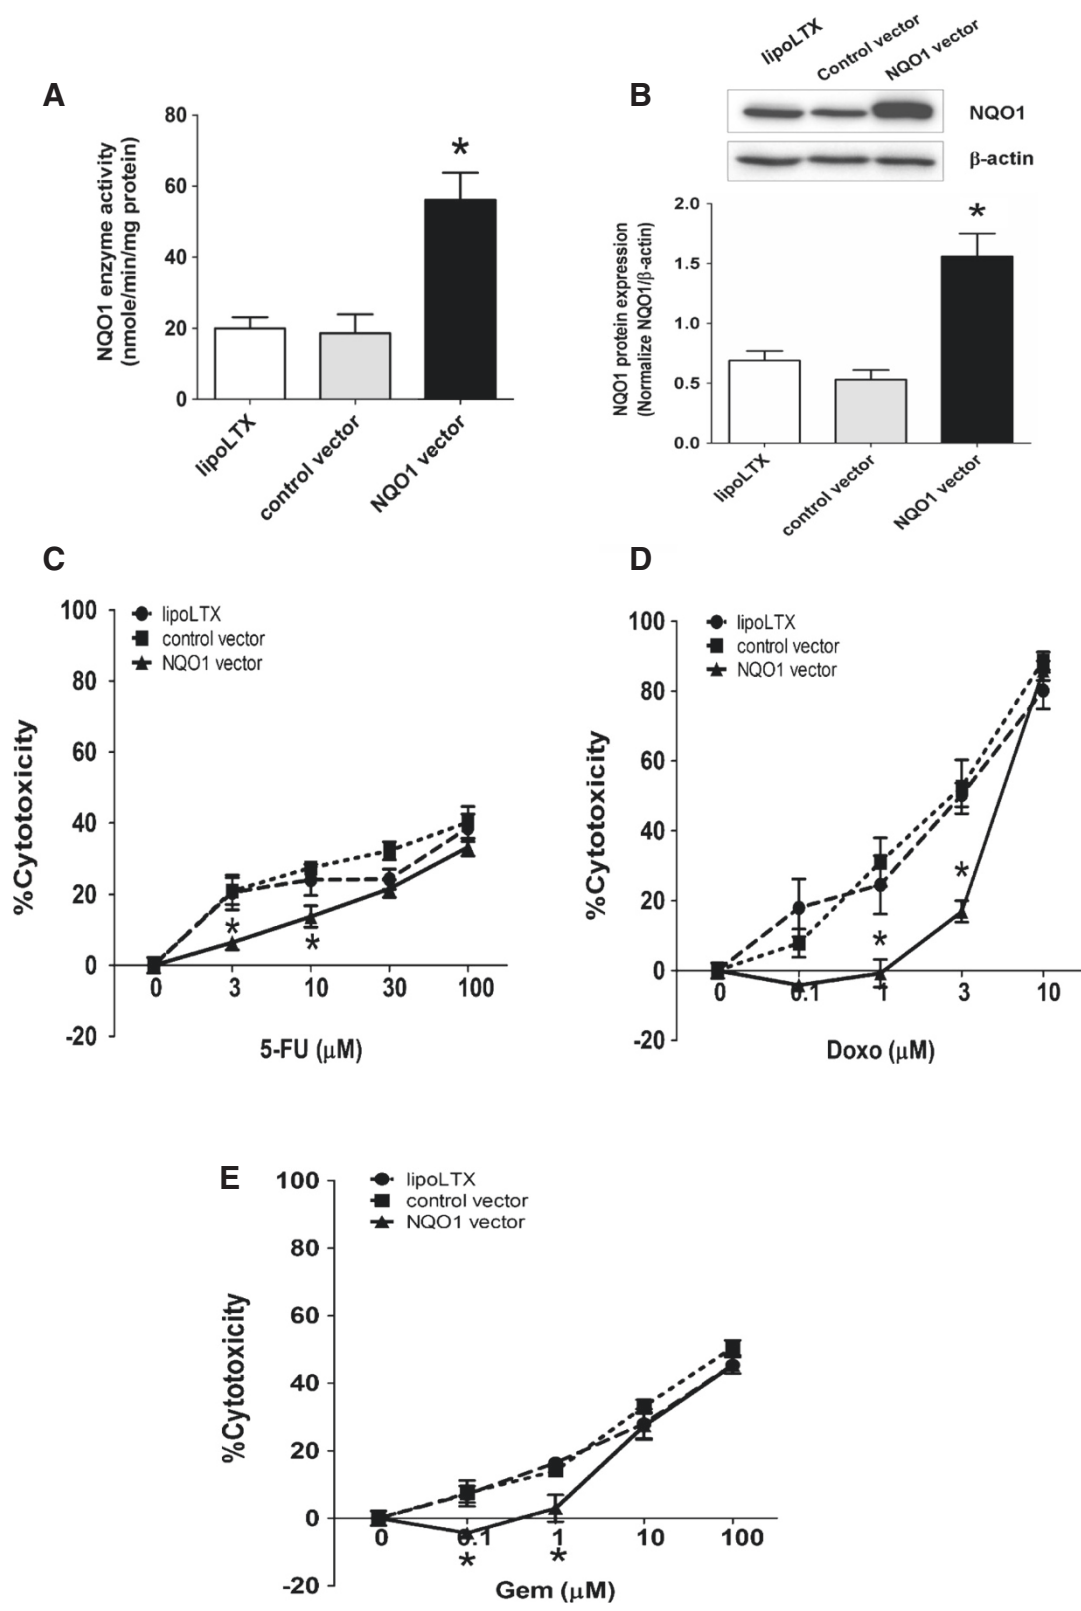 A
80
60
40
20
0
NQO1 enzyme activity
(nmole/min/mg protein)
*
lipoLTX
control vector
NQO1 vector
B
lipoLTX
Control vector
NQO1 vector
NQO1
β-actin
2.0
1.5
1.0
0.5
0.0
NQO1 protein expression
(Normalize NQO1/β-actin)
*
lipoLTX
control vector
NQO1 vector
C
lipoLTX
control vector
NQO1 vector
100
80
60
40
20
0
-20
%Cytotoxicity
* *
0 3 10 30 100
5-FU (μM)
D
lipoLTX
control vector
NQO1 vector
100
80
60
40
20
0
-20
%Cytotoxicity
* *
0 0.1 1 3 10
Doxo (μM)
E
lipoLTX
control vector
NQO1 vector
100
80
60
40
20
0
-20
%Cytotoxicity
0 0.1 1 10 100
* *
Gem (μM)